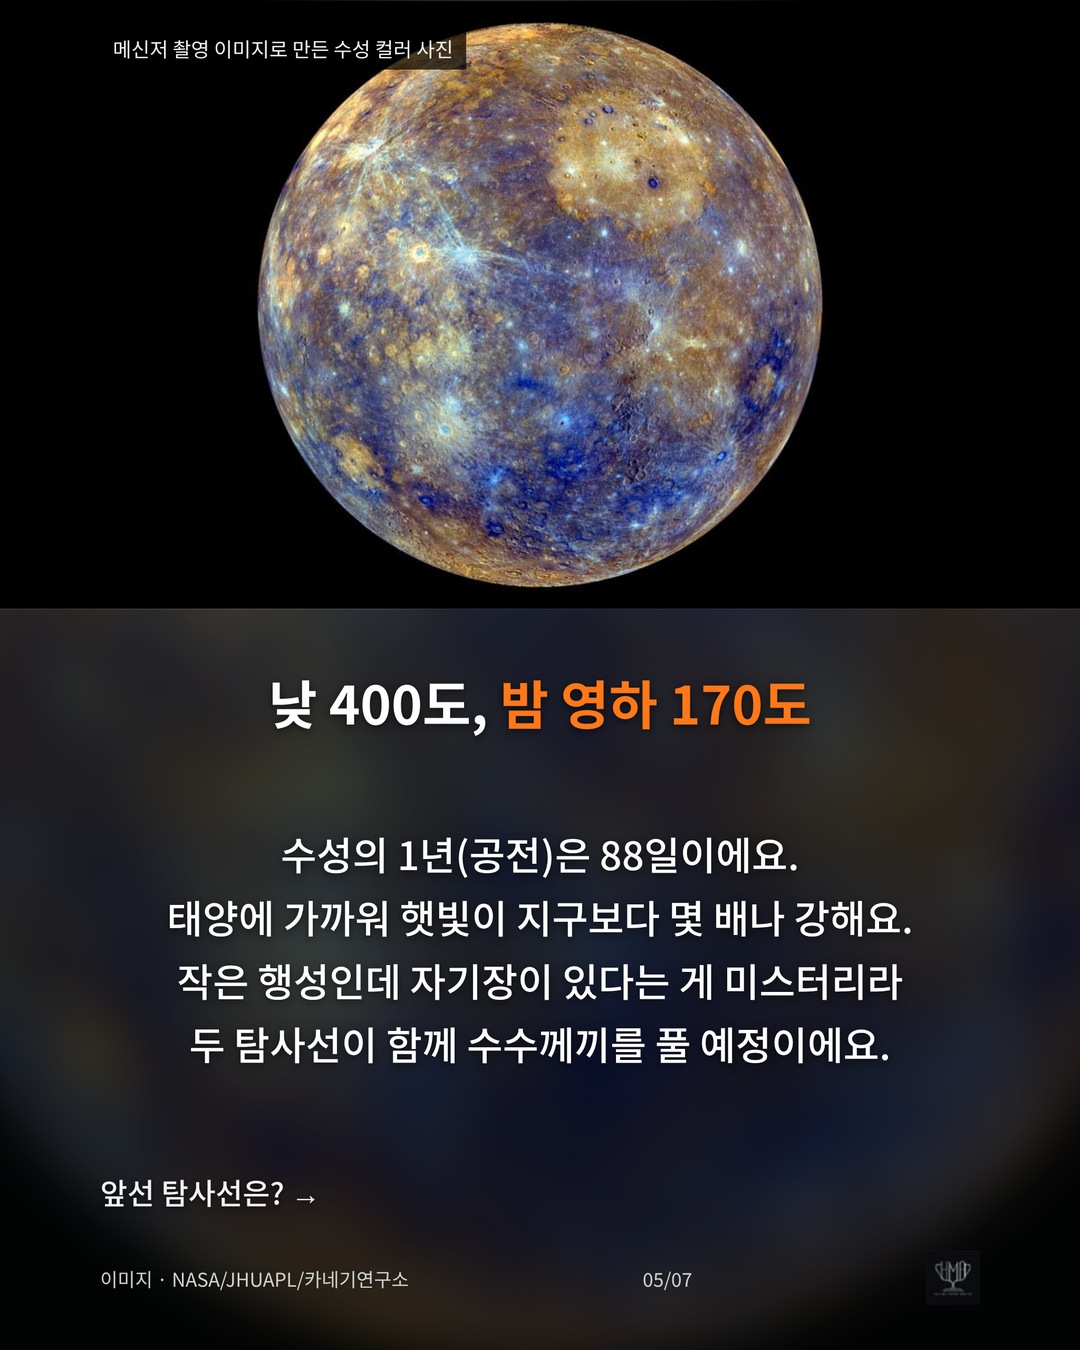 메신저 촬영 이미지로 만든 수성 컬러 사진
낮 400도, 밤 영하 170도
수성의 1년(공전)은 88일이에요.
태양에 가까워 햇빛이 지구보다 몇 배나 강해요.
작은 행성인데 자기장이 있다는 게 미스터리라
두 탐사선이 함께 수수께끼를 풀 예정이에요.
앞선 탐사선은? →
이미지 · NASA/JHUAPL/카네기연구소
05/07